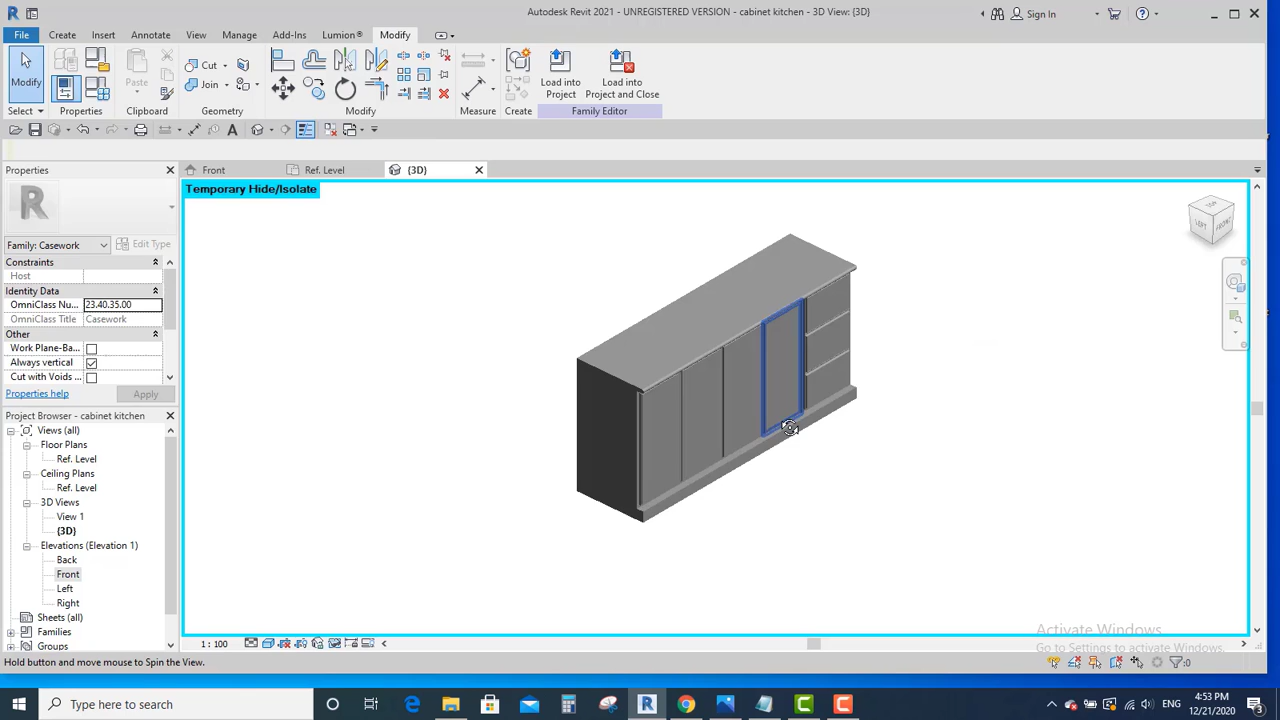 Autodesk Revit 2021 - UNREGISTERED VERSION - cabinet kitchen - 3D View: {3D}
Sign In
File Create Insert Annotate View Manage Add-Ins Lumion® Modify
Modify Paste Cut Join Load into Project Load into Project and Close
Select Properties Clipboard Geometry Modify Measure Create Family Editor
Properties
Front
Ref. Level
{3D}
Temporary Hide/Isolate
TOP
LEFT
FRONT
Family: Casework
Edit Type
Constraints
Host
Identity Data
OmniClass Nu... 23.40.35.00
OmniClass Title Casework
Other
Work Plane-Ba...
Always vertical
Cut with Voids ...
Properties help
Apply
Project Browser - cabinet kitchen
Views (all)
Floor Plans
Ref. Level
Ceiling Plans
Ref. Level
3D Views
View 1
{3D}
Elevations (Elevation 1)
Back
Front
Left
Right
Sheets (all)
Families
Groups
1 : 100
Activate Windows
Go to Settings to activate Windows.
Hold button and move mouse to Spin the View.
:0
Type here to search
ENG
4:53 PM
12/21/2020
3